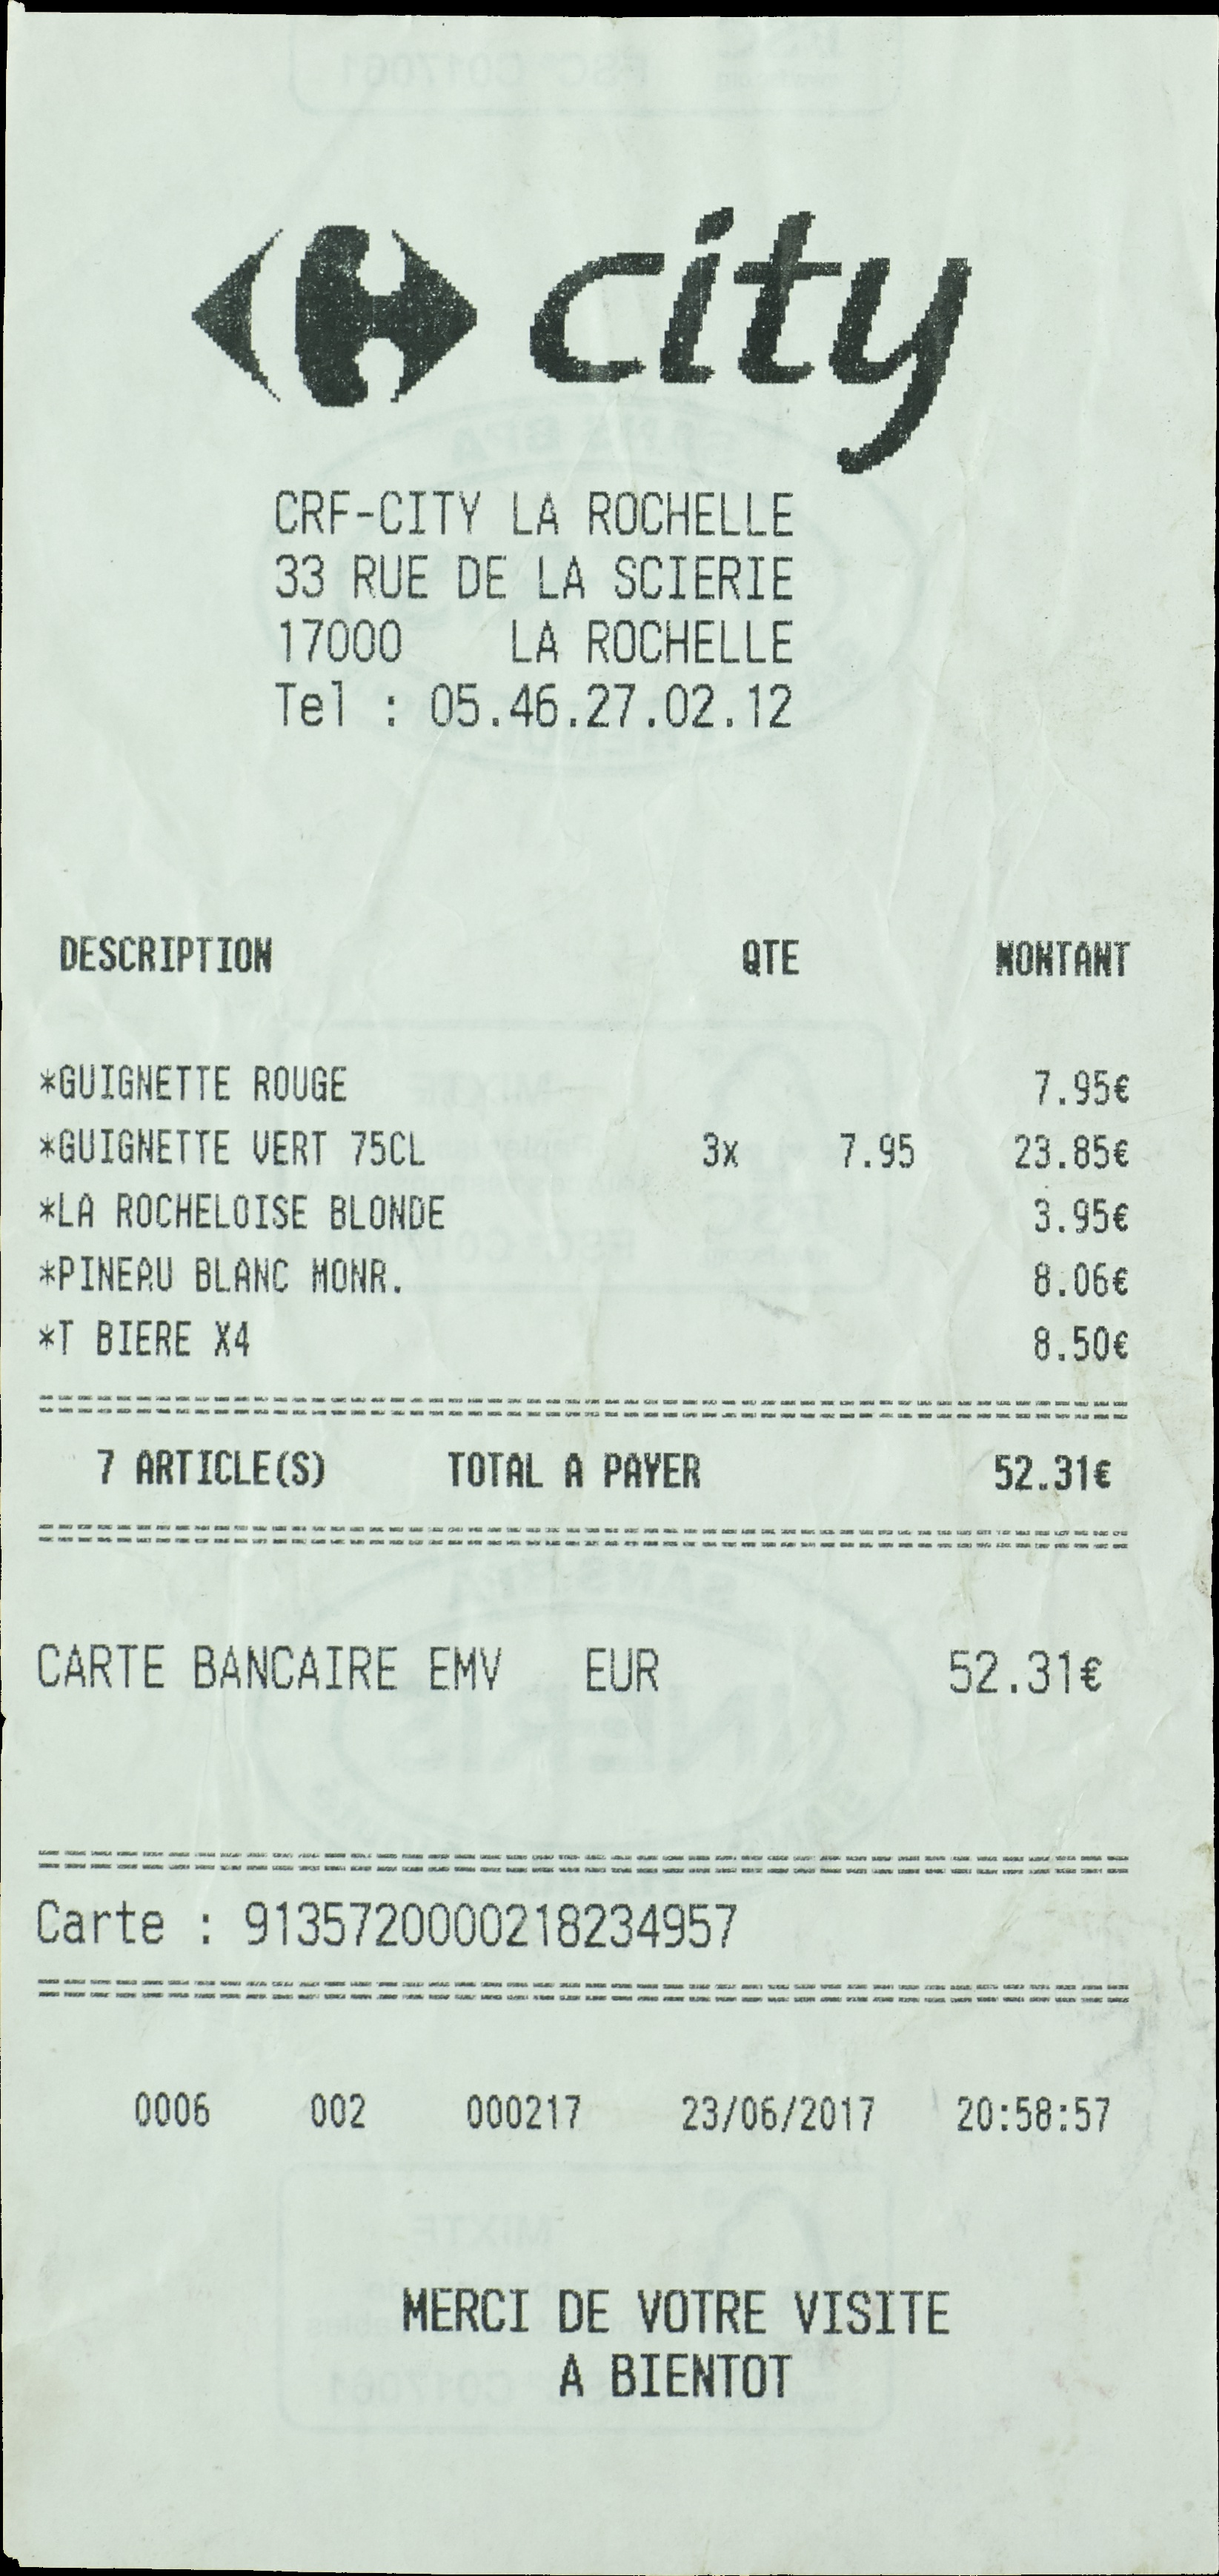 city
CRF-CITY LA ROCHELLE
33 RUE DE LA SCIERIE
17000 LA ROCHELLE
Tel : 05.46.27.02.12
DESCRIPTION QTE MONTANT
*GUIGNETTE ROUGE 7.95€
*GUIGNETTE VERT 75CL 3x 7.95 23.85€
*LA ROCHELOISE BLONDE 3.95€
*PINEAU BLANC MONR. 8.06€
*T BIERE X4 8.50€
7 ARTICLE(S) TOTAL A PAYER 52.31€
CARTE BANCAIRE EMV EUR 52.31€
Carte : 9135720000218234957
0006 002 000217 23/06/2017 20:58:57
MERCI DE VOTRE VISITE
A BIENTOT